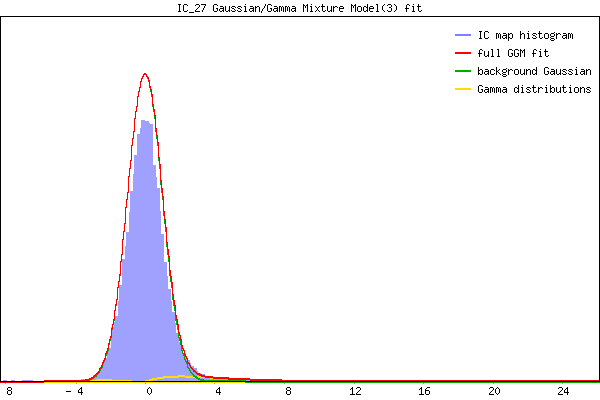 IC_27 Gaussian/Gamma Mixture Model(3) fit
IC map histogram
full GGM fit
background Gaussian
Gamma distributions
8 -4 0 4 8 12 16 20 24